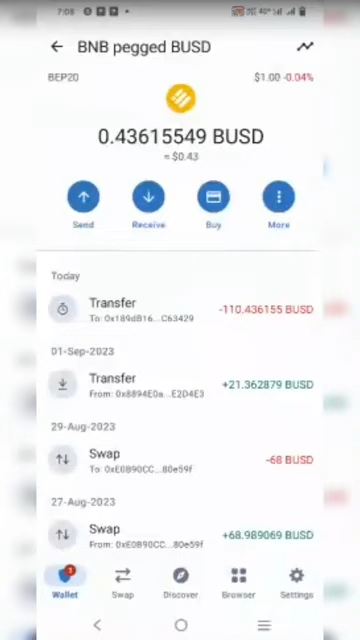 7:08
BNB pegged BUSD
BEP20 $1.00 -0.04%
0.43615549 BUSD
≈ $0.43
Send Receive Buy More
Today
Transfer -110.436155 BUSD
To: 0x189dB16...C63429
01-Sep-2023
Transfer +21.362879 BUSD
From: 0x8894E0a...E2D4E3
29-Aug-2023
Swap -68 BUSD
To: 0xE0B90CC...80e59f
27-Aug-2023
Swap +68.989069 BUSD
From: 0xE0B90CC...80e59f
1
Wallet Swap Discover Browser Settings